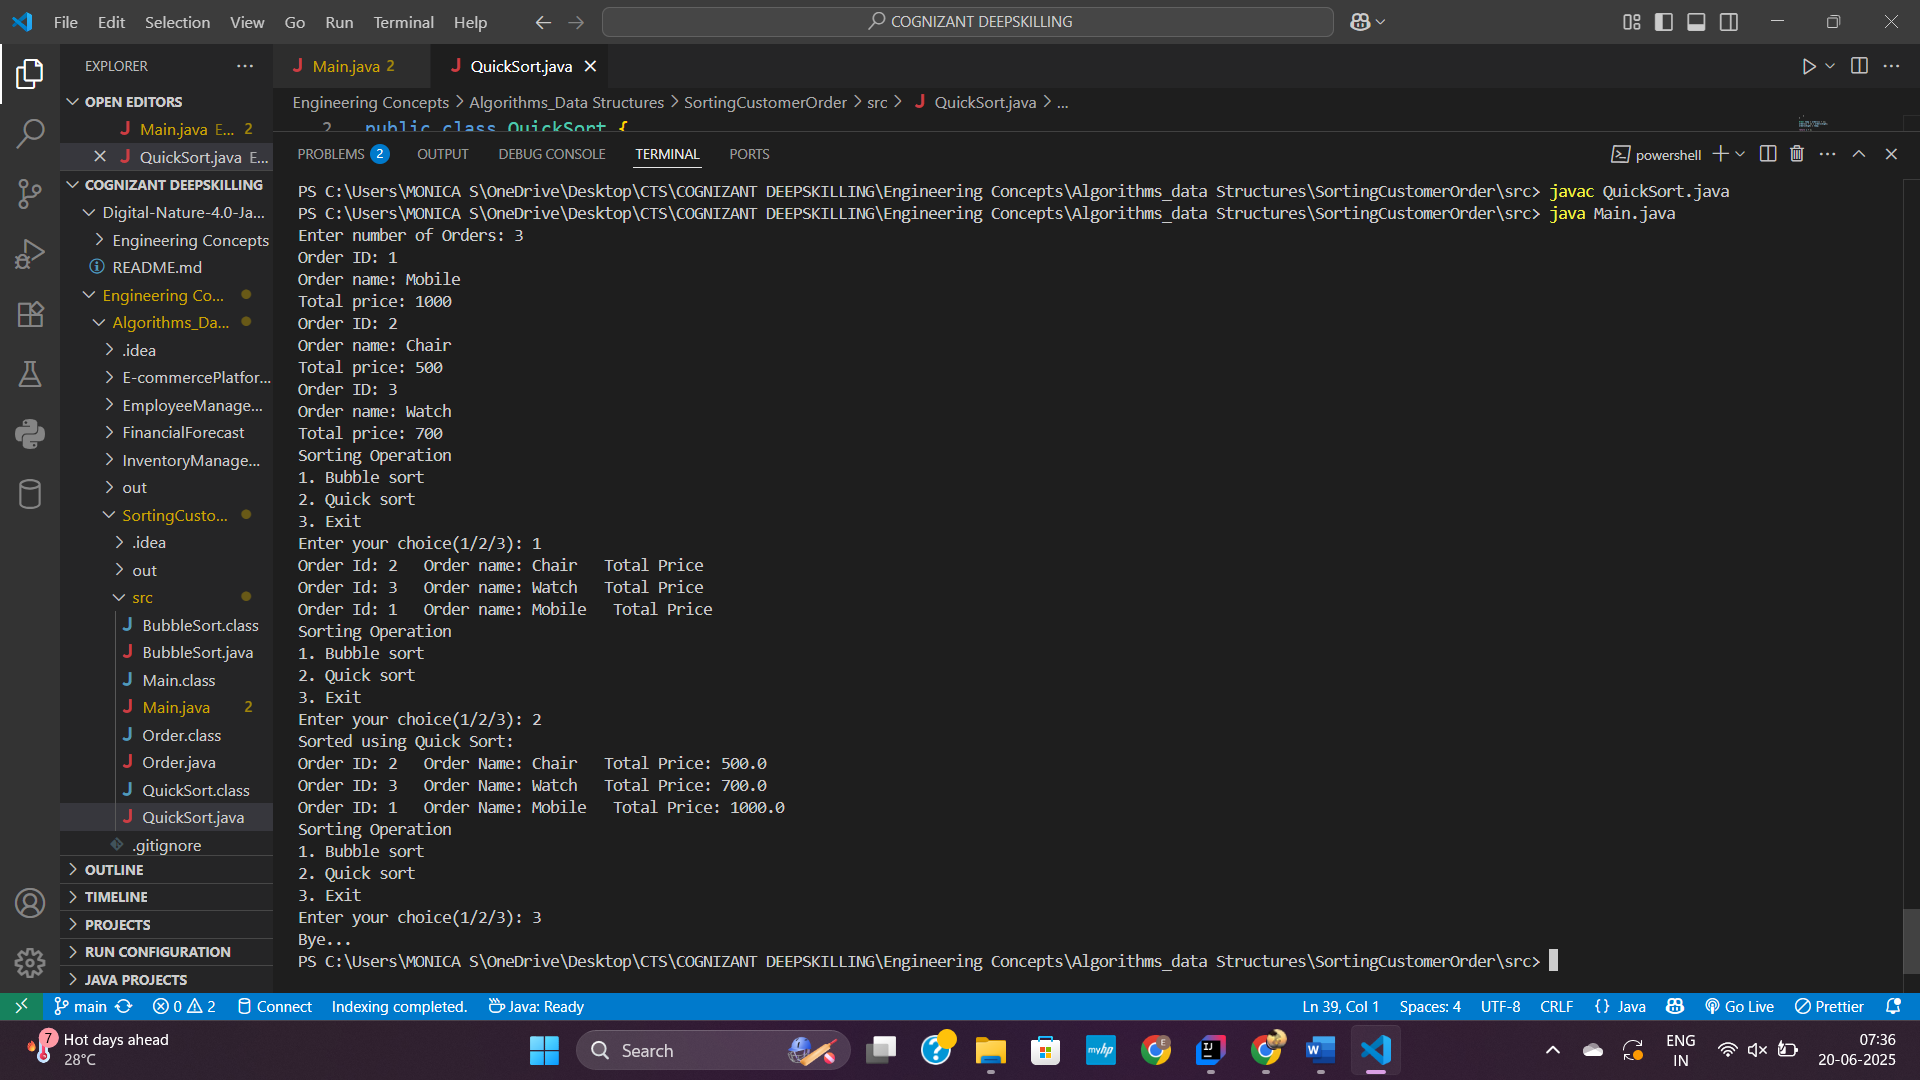 File Edit Selection View Go Run Terminal Help
COGNIZANT DEEPSKILLING
EXPLORER
OPEN EDITORS
Main.java E... 2
QuickSort.java E...
COGNIZANT DEEPSKILLING
Digital-Nature-4.0-Ja...
Engineering Concepts
README.md
Engineering Co...
Algorithms_Da...
.idea
E-commercePlatfor...
EmployeeManage...
FinancialForecast
InventoryManage...
out
SortingCusto...
.idea
out
src
BubbleSort.class
BubbleSort.java
Main.class
Main.java 2
Order.class
Order.java
QuickSort.class
QuickSort.java
.gitignore
OUTLINE
TIMELINE
PROJECTS
RUN CONFIGURATION
JAVA PROJECTS
Main.java 2 QuickSort.java
Engineering Concepts > Algorithms_Data Structures > SortingCustomerOrder > src > QuickSort.java > ...
2 public class QuickSort {
PROBLEMS 2 OUTPUT DEBUG CONSOLE TERMINAL PORTS
powershell
PS C:\Users\MONICA S\OneDrive\Desktop\CTS\COGNIZANT DEEPSKILLING\Engineering Concepts\Algorithms_data Structures\SortingCustomerOrder\src> javac QuickSort.java
PS C:\Users\MONICA S\OneDrive\Desktop\CTS\COGNIZANT DEEPSKILLING\Engineering Concepts\Algorithms_data Structures\SortingCustomerOrder\src> java Main.java
Enter number of Orders: 3
Order ID: 1
Order name: Mobile
Total price: 1000
Order ID: 2
Order name: Chair
Total price: 500
Order ID: 3
Order name: Watch
Total price: 700
Sorting Operation
1. Bubble sort
2. Quick sort
3. Exit
Enter your choice(1/2/3): 1
Order Id: 2 Order name: Chair Total Price
Order Id: 3 Order name: Watch Total Price
Order Id: 1 Order name: Mobile Total Price
Sorting Operation
1. Bubble sort
2. Quick sort
3. Exit
Enter your choice(1/2/3): 2
Sorted using Quick Sort:
Order ID: 2 Order Name: Chair Total Price: 500.0
Order ID: 3 Order Name: Watch Total Price: 700.0
Order ID: 1 Order Name: Mobile Total Price: 1000.0
Sorting Operation
1. Bubble sort
2. Quick sort
3. Exit
Enter your choice(1/2/3): 3
Bye...
PS C:\Users\MONICA S\OneDrive\Desktop\CTS\COGNIZANT DEEPSKILLING\Engineering Concepts\Algorithms_data Structures\SortingCustomerOrder\src>
main 0 2 Connect Indexing completed. Java: Ready
Ln 39, Col 1 Spaces: 4 UTF-8 CRLF {} Java Go Live Prettier
7 Hot days ahead
28°C
Search
myhp
ENG
IN
07:36
20-06-2025